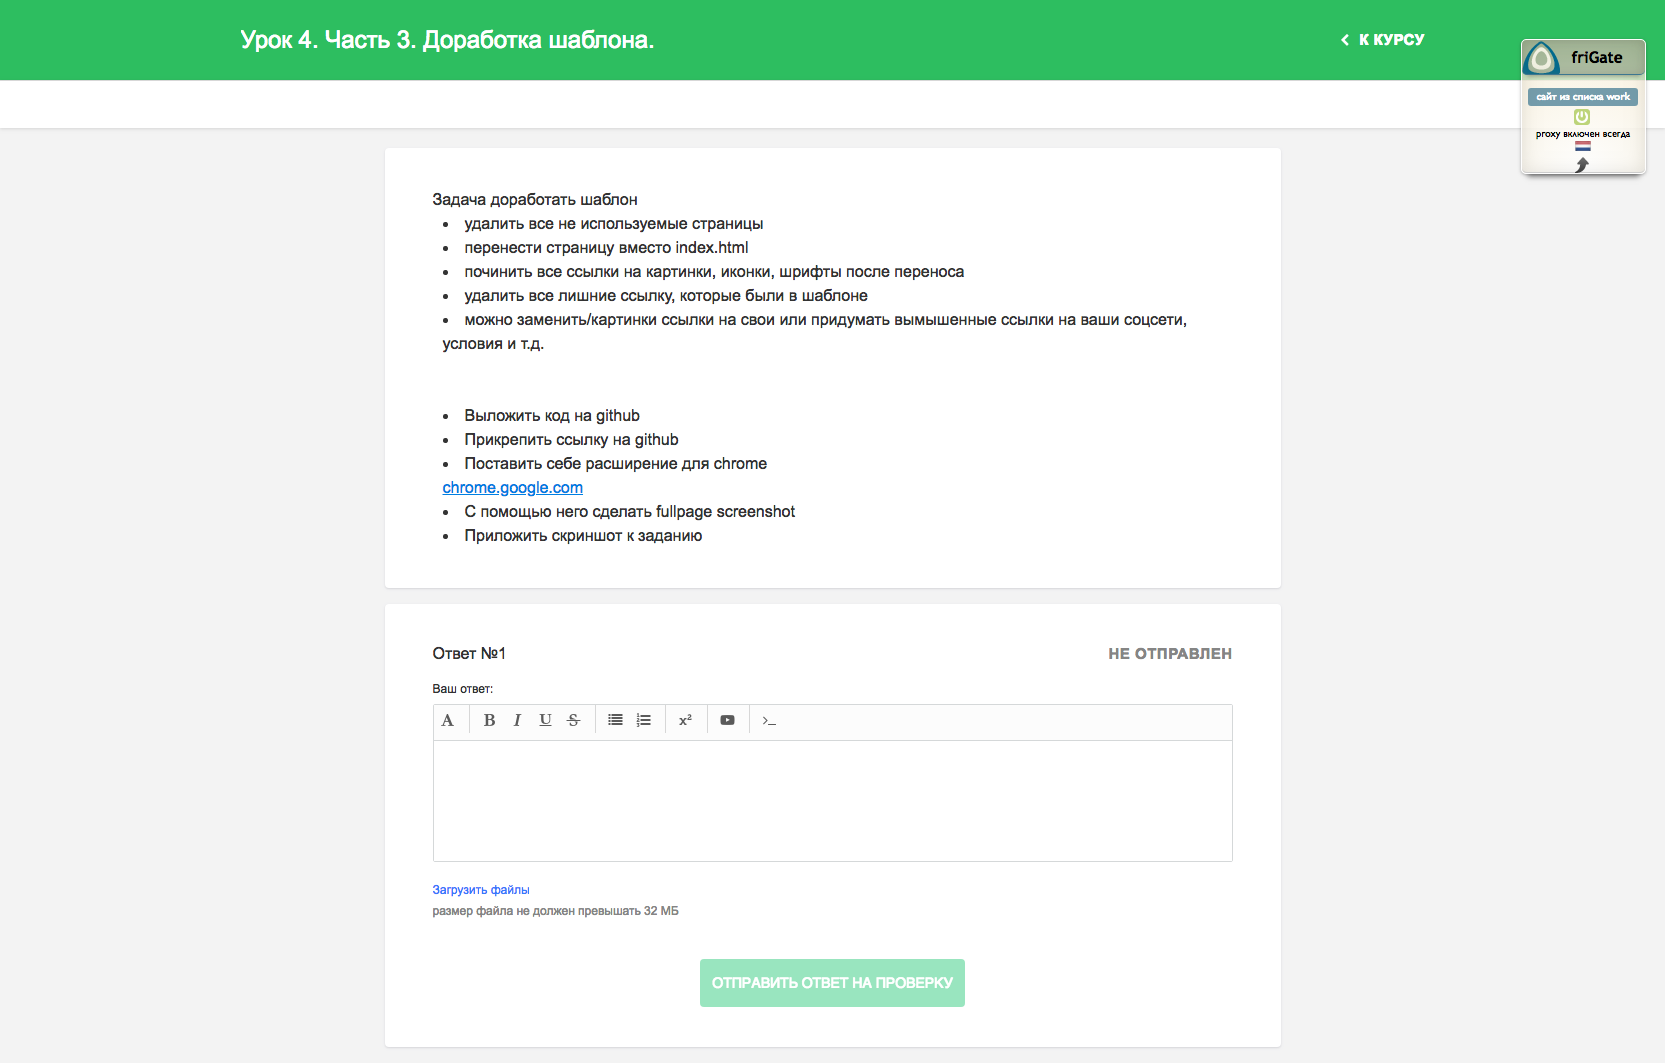 Урок 4. Часть 3. Доработка шаблона.
К КУРСУ
friGate
сайт из списка work
proxy включен всегда
Задача доработать шаблон
удалить все не используемые страницы
перенести страницу вместо index.html
починить все ссылки на картинки, иконки, шрифты после переноса
удалить все лишние ссылку, которые были в шаблоне
можно заменить/картинки ссылки на свои или придумать вымышенные ссылки на ваши соцсети,
условия и т.д.
Выложить код на github
Прикрепить ссылку на github
Поставить себе расширение для chrome
chrome.google.com
С помощью него сделать fullpage screenshot
Приложить скриншот к заданию
Ответ №1
НЕ ОТПРАВЛЕН
Ваш ответ:
A B I U S x² >_
Загрузить файлы
размер файла не должен превышать 32 МБ
ОТПРАВИТЬ ОТВЕТ НА ПРОВЕРКУ